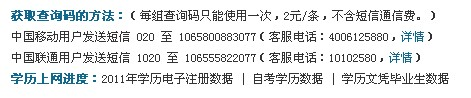 获取查询码的方法：（每组查询码只能使用一次，2元/条，不含短信通信费。）
中国移动用户发送短信 020 至 1065800883077（客服电话：4006125880，详情）
中国联通用户发送短信 1020 至 106555822077（客服电话：10102580，详情）
学历上网进度：2011年学历电子注册数据 | 自考学历数据 | 学历文凭毕业生数据